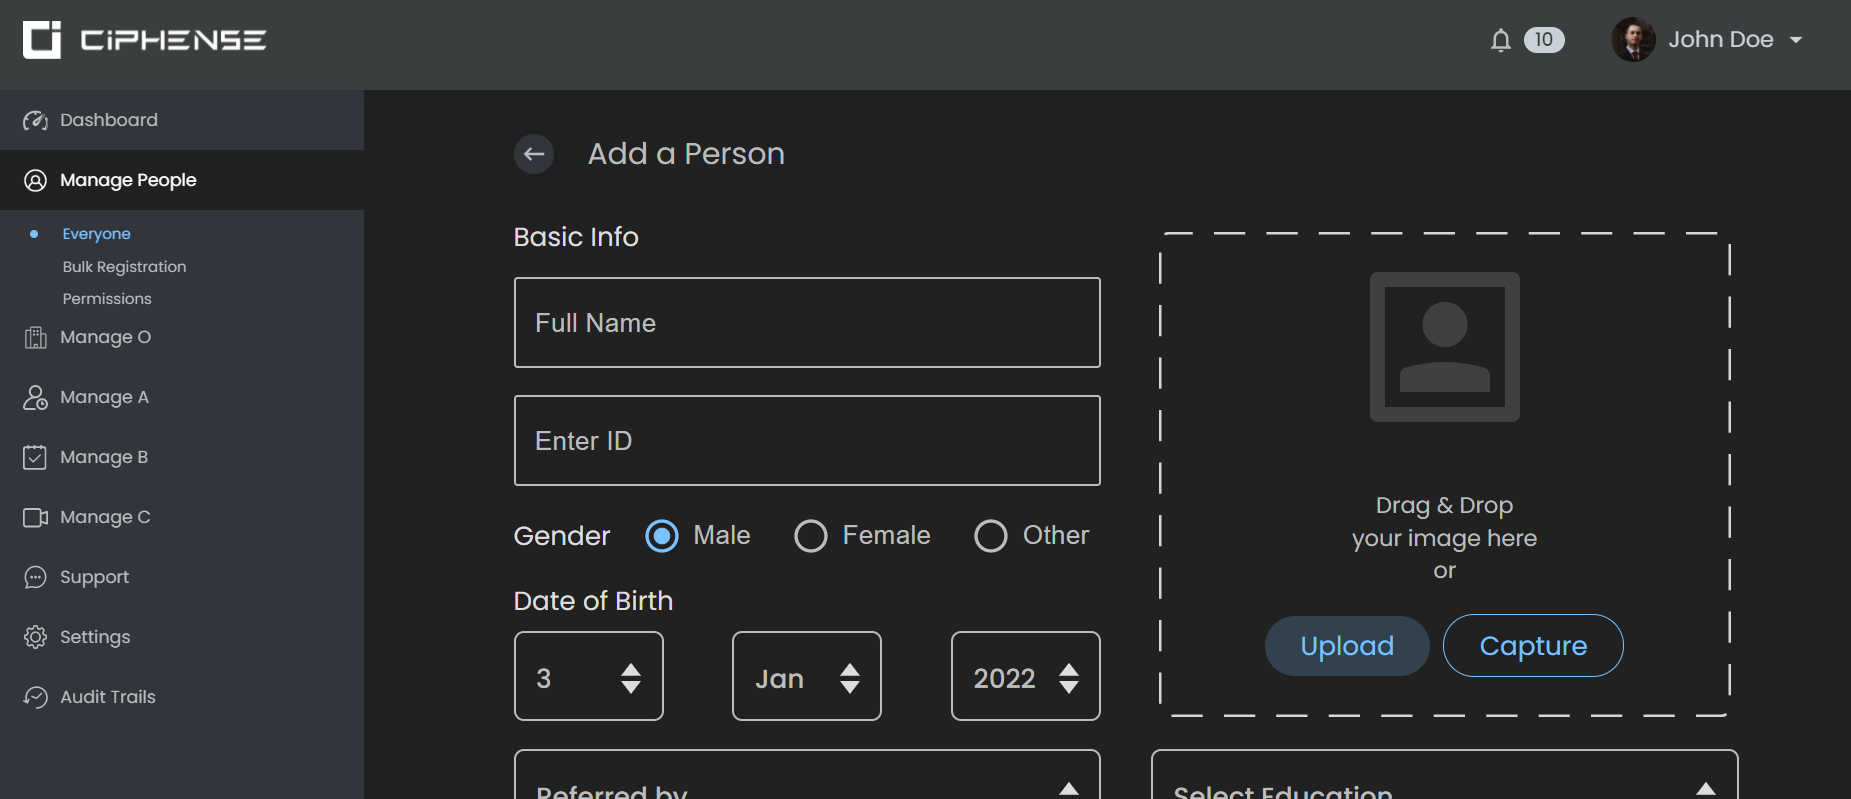 CiPHENSE
10
John Doe
Dashboard
Manage People
Everyone
Bulk Registration
Permissions
Manage O
Manage A
Manage B
Manage C
Support
Settings
Audit Trails
Add a Person
Basic Info
Full Name
Enter ID
Gender
Male
Female
Other
Date of Birth
3
Jan
2022
Drag & Drop
your image here
or
Upload
Capture
Referred by
Select Education